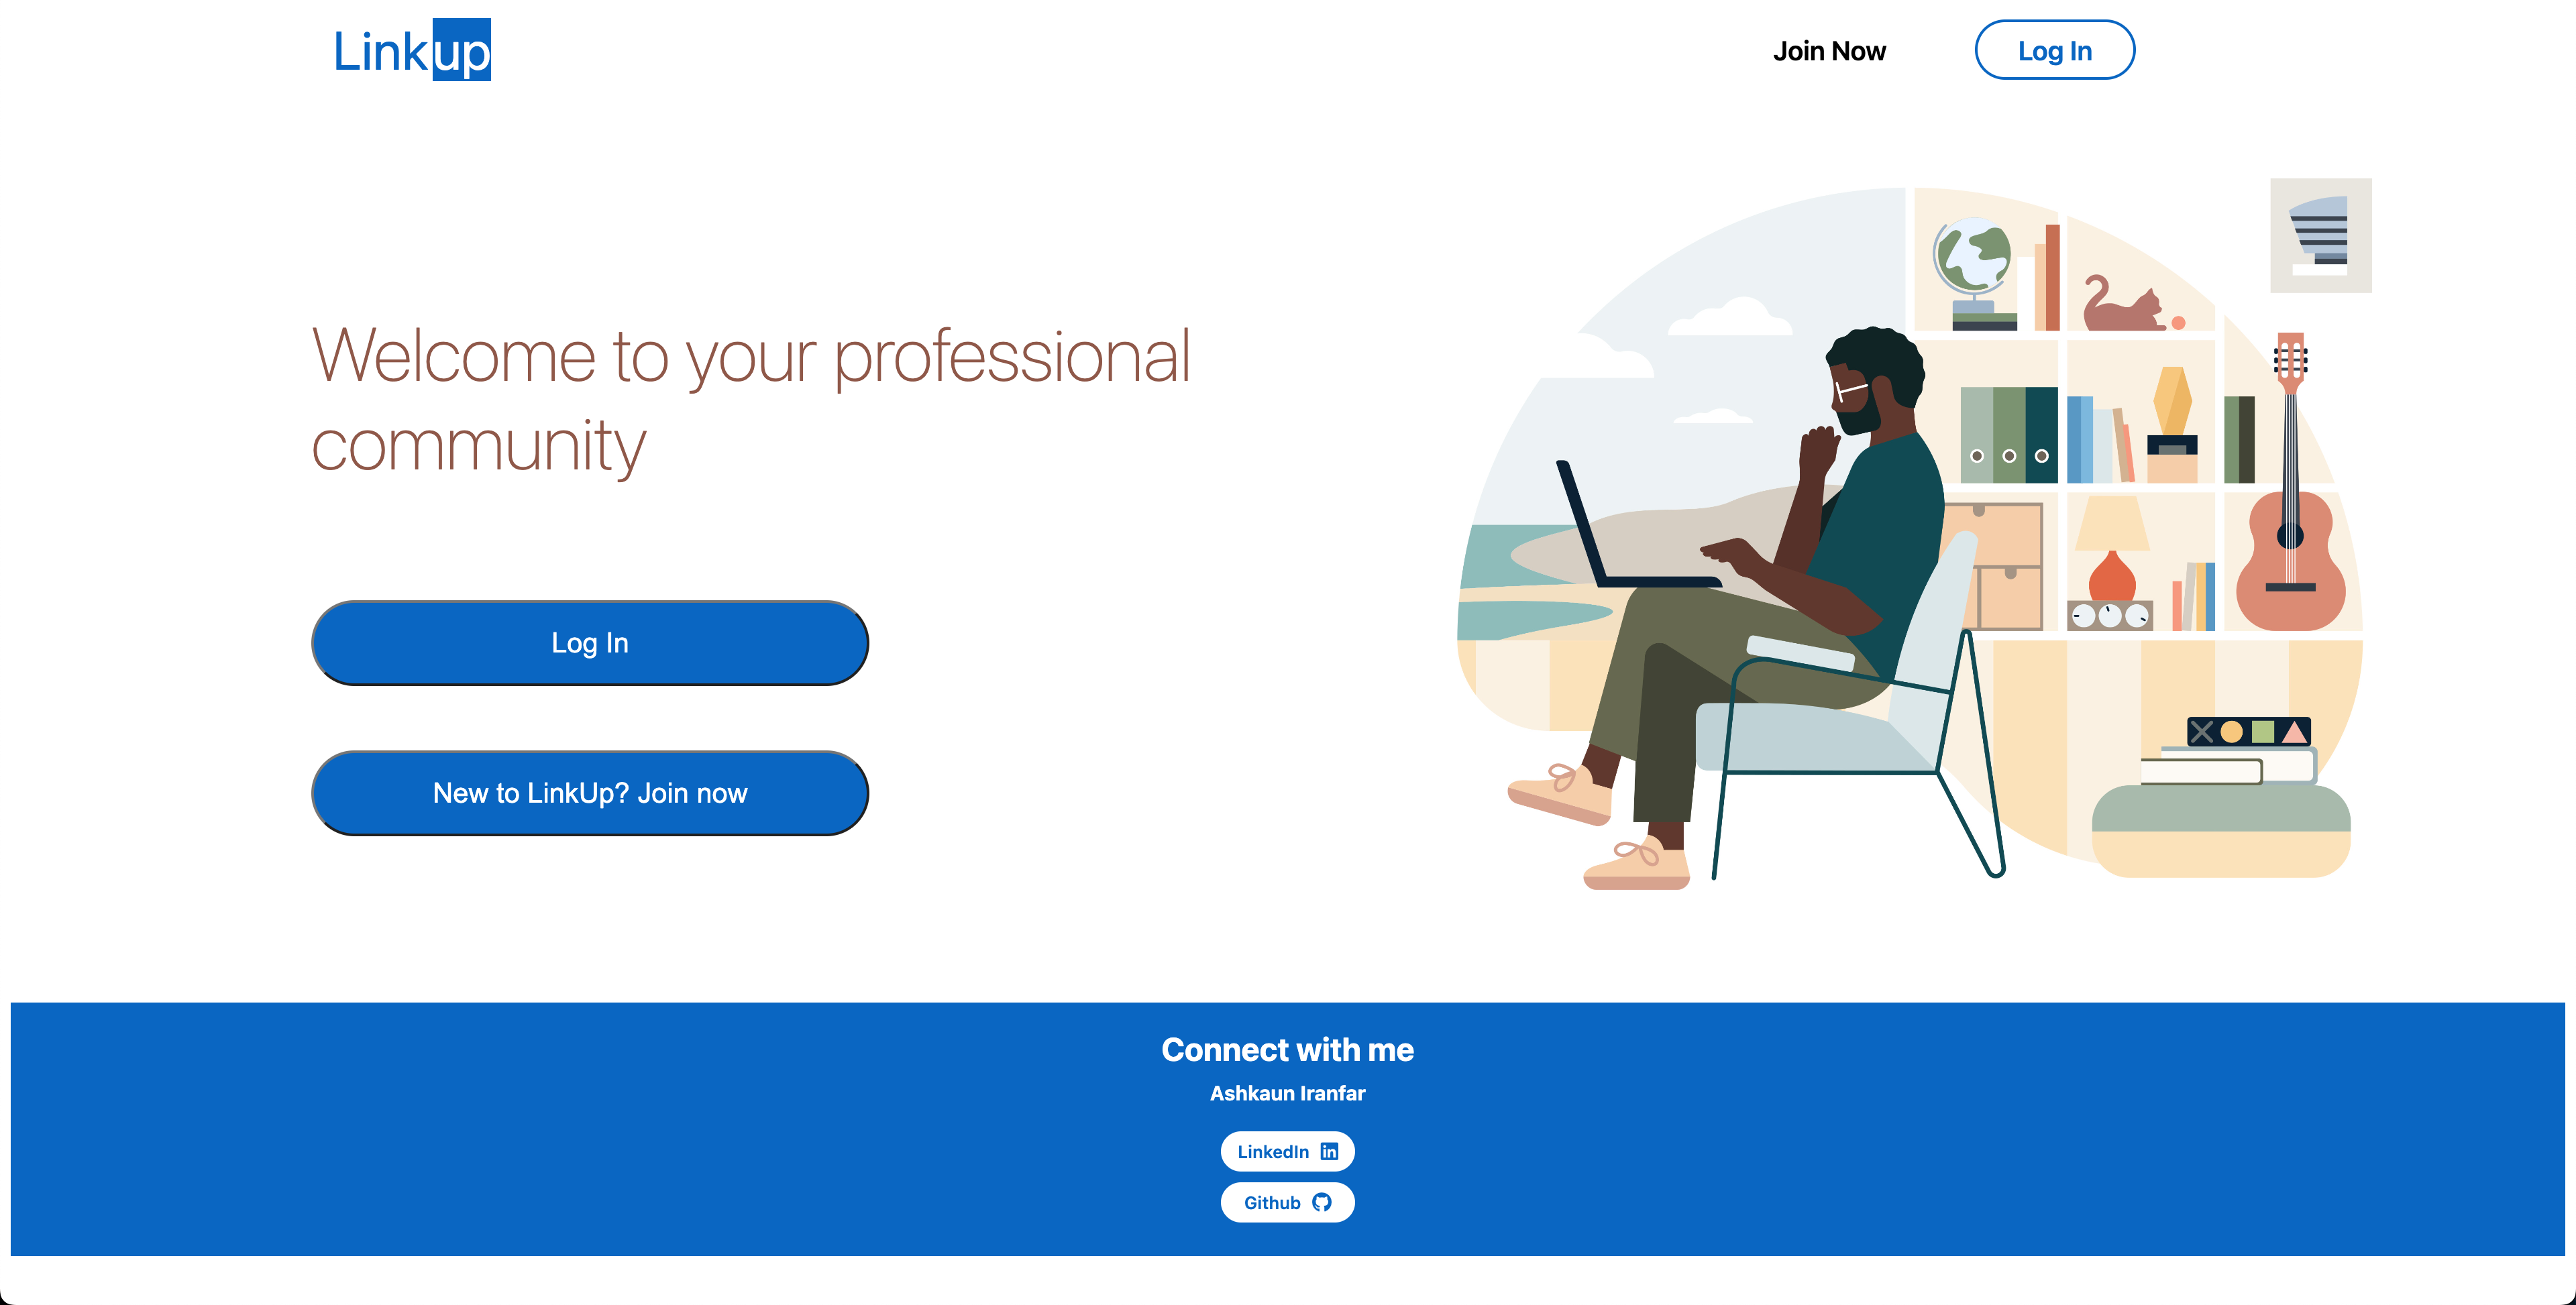 Linkup
Join Now
Log In
Welcome to your professional
community
Log In
New to LinkUp? Join now
Connect with me
Ashkaun Iranfar
LinkedIn in
Github